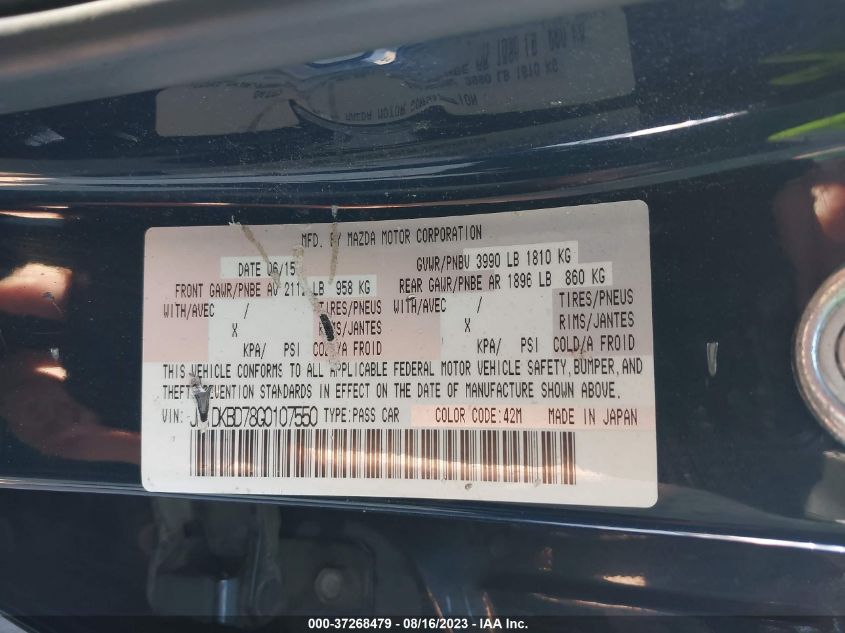 MFD. BY MAZDA MOTOR CORPORATION
DATE 06/15 GVWR/PNBV 3990 LB 1810 KG
FRONT GAWR/PNBE AV 211 LB 958 KG REAR GAWR/PNBE AR 1896 LB 860 KG
WITH/AVEC / TIRES/PNEUS WITH/AVEC / TIRES/PNEUS
X RIMS/JANTES X RIMS/JANTES
KPA/ PSI COLD/A FROID KPA/ PSI COLD/A FROID
THIS VEHICLE CONFORMS TO ALL APPLICABLE FEDERAL MOTOR VEHICLE SAFETY, BUMPER, AND
THEFT PREVENTION STANDARDS IN EFFECT ON THE DATE OF MANUFACTURE SHOWN ABOVE.
VIN: TYPE:PASS CAR COLOR CODE:42M MADE IN JAPAN
000-37268479 - 08/16/2023 - IAA Inc.